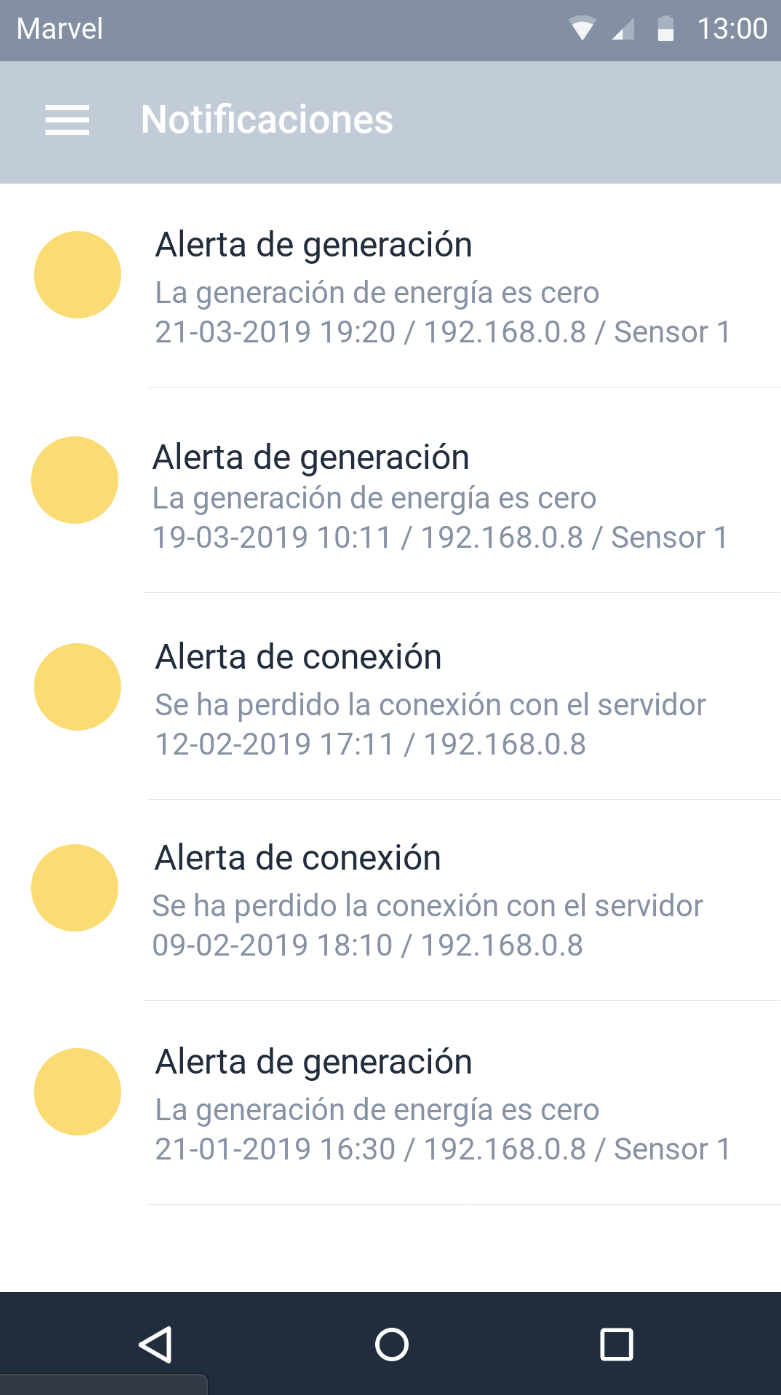 Marvel
13:00
Notificaciones
Alerta de generación
La generación de energía es cero
21-03-2019 19:20 / 192.168.0.8 / Sensor 1
Alerta de generación
La generación de energía es cero
19-03-2019 10:11 / 192.168.0.8 / Sensor 1
Alerta de conexión
Se ha perdido la conexión con el servidor
12-02-2019 17:11 / 192.168.0.8
Alerta de conexión
Se ha perdido la conexión con el servidor
09-02-2019 18:10 / 192.168.0.8
Alerta de generación
La generación de energía es cero
21-01-2019 16:30 / 192.168.0.8 / Sensor 1